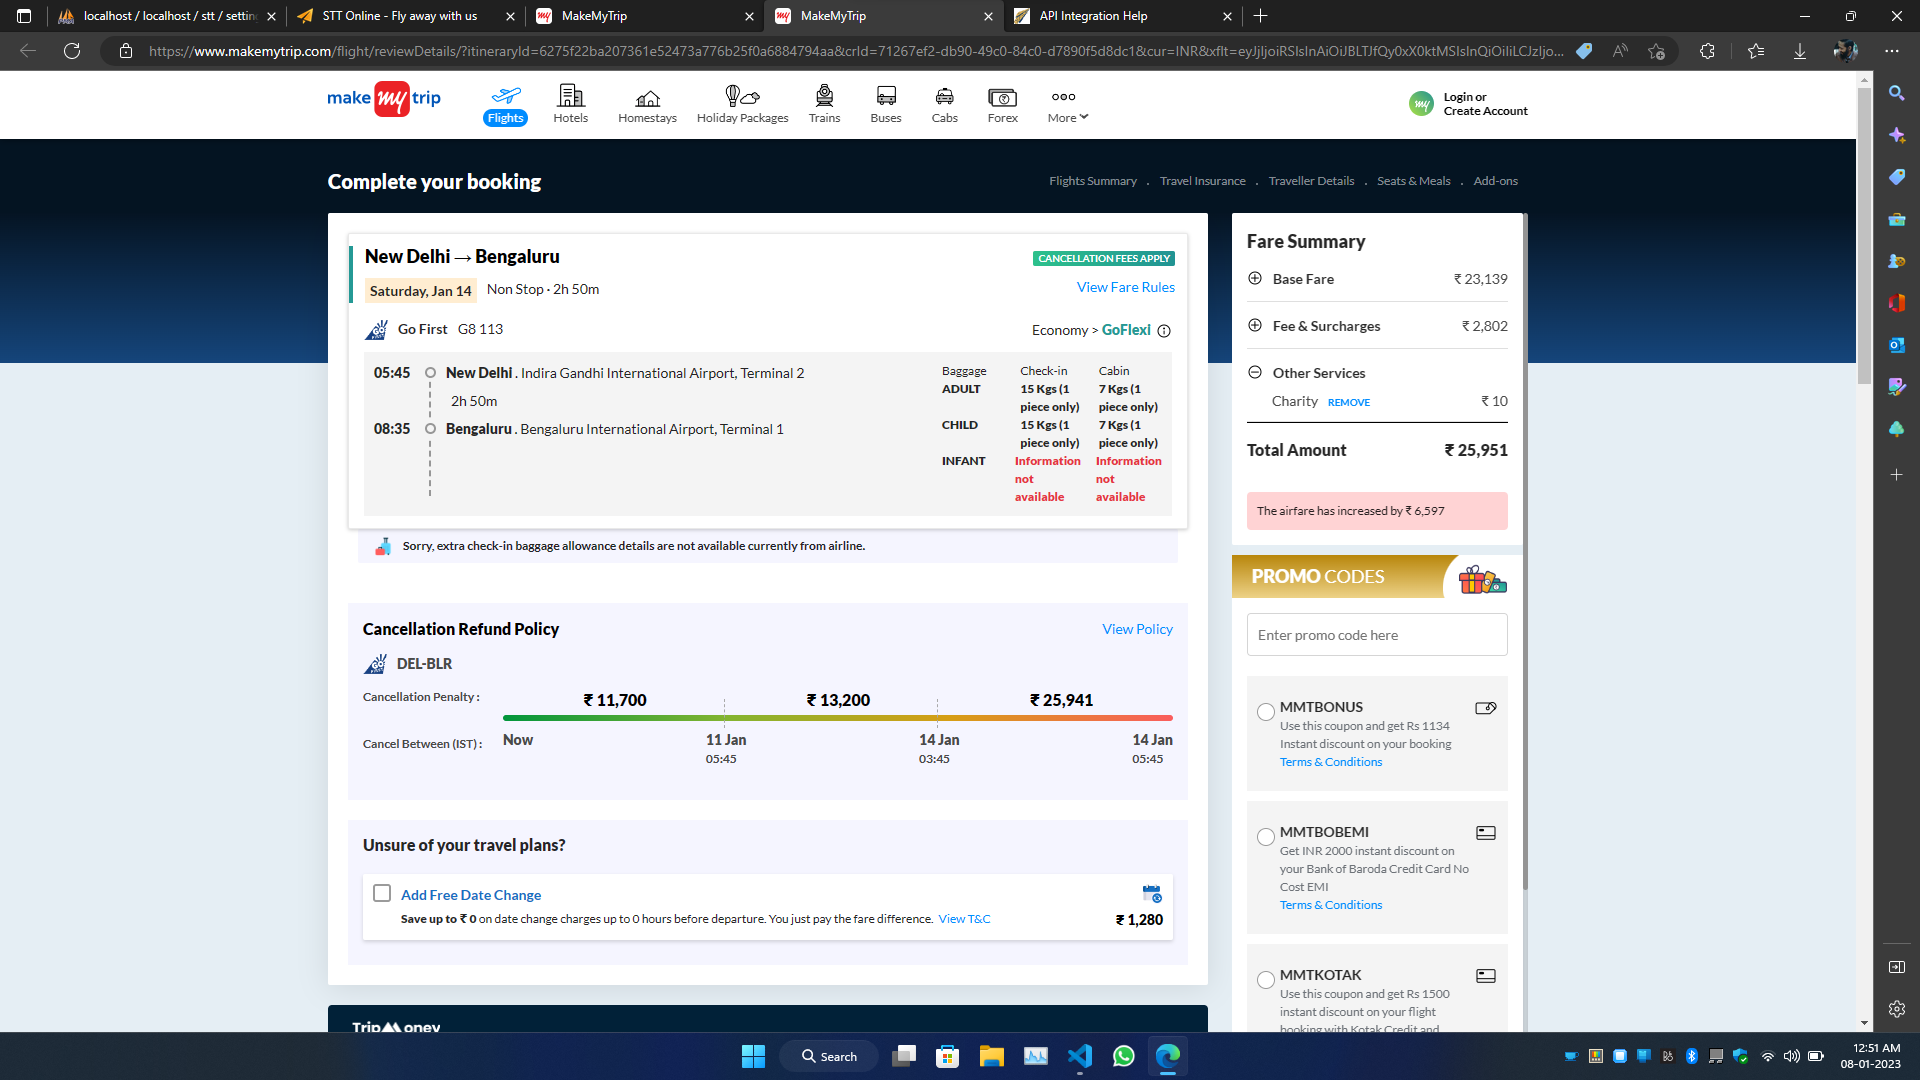 localhost / localhost / stt / settin
STT Online - Fly away with us
MakeMyTrip
MakeMyTrip
API Integration Help
https://www.makemytrip.com/flight/reviewDetails/?itineraryId=6275f22ba207361e52473a776b25f0a6884794aa&crId=71267ef2-db90-49c0-84c0-d7890f5d8dc1&cur=INR&xflt=eyJjIjoiRSIsInAiOiJBLTJfQy0xX0ktMSIsInQiOiIiLCJzIjo...
make my trip
Flights
Hotels
Homestays
Holiday Packages
Trains
Buses
Cabs
Forex
More
my
Login or
Create Account
Complete your booking
Flights Summary . Travel Insurance . Traveller Details . Seats & Meals . Add-ons
New Delhi → Bengaluru
CANCELLATION FEES APPLY
Saturday, Jan 14 Non Stop · 2h 50m
View Fare Rules
Go First G8 113
Economy > GoFlexi
05:45 New Delhi . Indira Gandhi International Airport, Terminal 2
2h 50m
08:35 Bengaluru . Bengaluru International Airport, Terminal 1
Baggage Check-in Cabin
ADULT 15 Kgs (1 piece only) 7 Kgs (1 piece only)
CHILD 15 Kgs (1 piece only) 7 Kgs (1 piece only)
INFANT Information not available Information not available
Sorry, extra check-in baggage allowance details are not available currently from airline.
Cancellation Refund Policy
View Policy
DEL-BLR
Cancellation Penalty : ₹ 11,700 ₹ 13,200 ₹ 25,941
Cancel Between (IST) : Now 11 Jan 14 Jan 14 Jan
05:45 03:45 05:45
Unsure of your travel plans?
Add Free Date Change
Save up to ₹ 0 on date change charges up to 0 hours before departure. You just pay the fare difference. View T&C
₹ 1,280
TripMoney
Fare Summary
Base Fare ₹ 23,139
Fee & Surcharges ₹ 2,802
Other Services
Charity REMOVE ₹ 10
Total Amount ₹ 25,951
The airfare has increased by ₹ 6,597
PROMO CODES
Enter promo code here
MMTBONUS
Use this coupon and get Rs 1134
Instant discount on your booking
Terms & Conditions
MMTBOBEMI
Get INR 2000 instant discount on
your Bank of Baroda Credit Card No
Cost EMI
Terms & Conditions
MMTKOTAK
Use this coupon and get Rs 1500
instant discount on your flight
booking with Kotak Credit and
Search
12:51 AM
08-01-2023